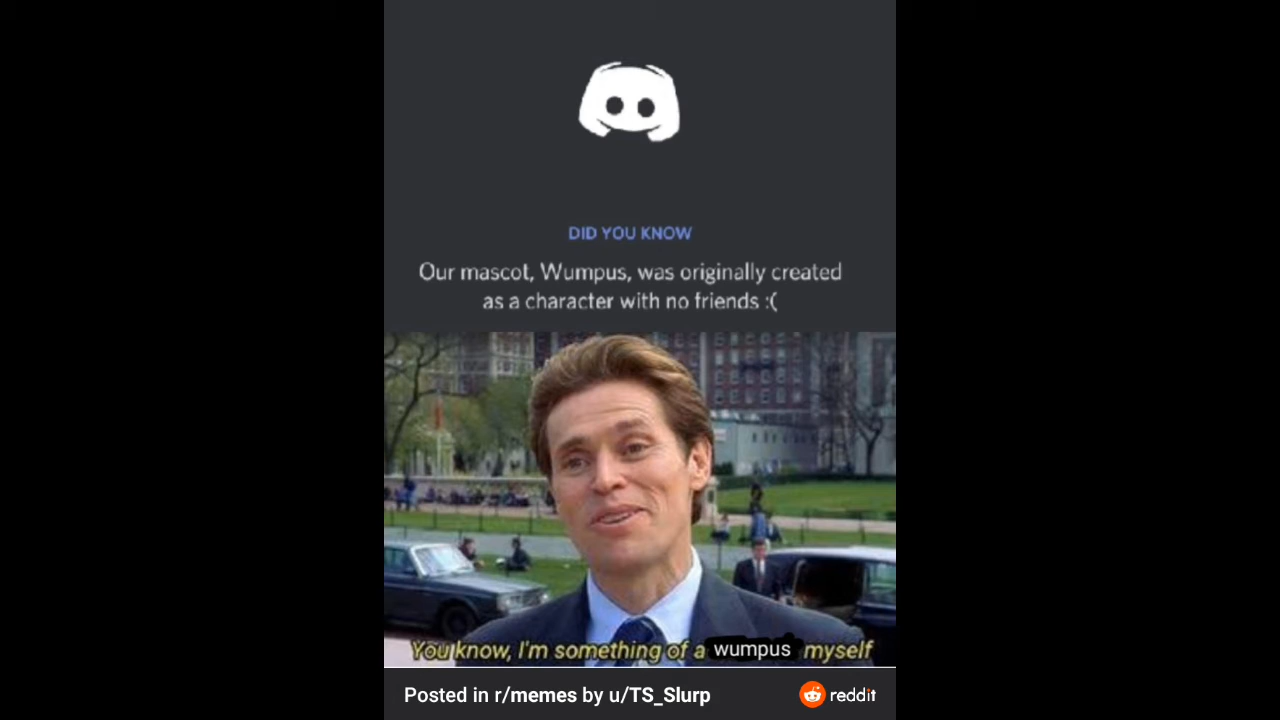 DID YOU KNOW
Our mascot, Wumpus, was originally created
as a character with no friends :(
You know, I'm something of a wumpus myself
Posted in r/memes by u/TS_Slurp
reddit